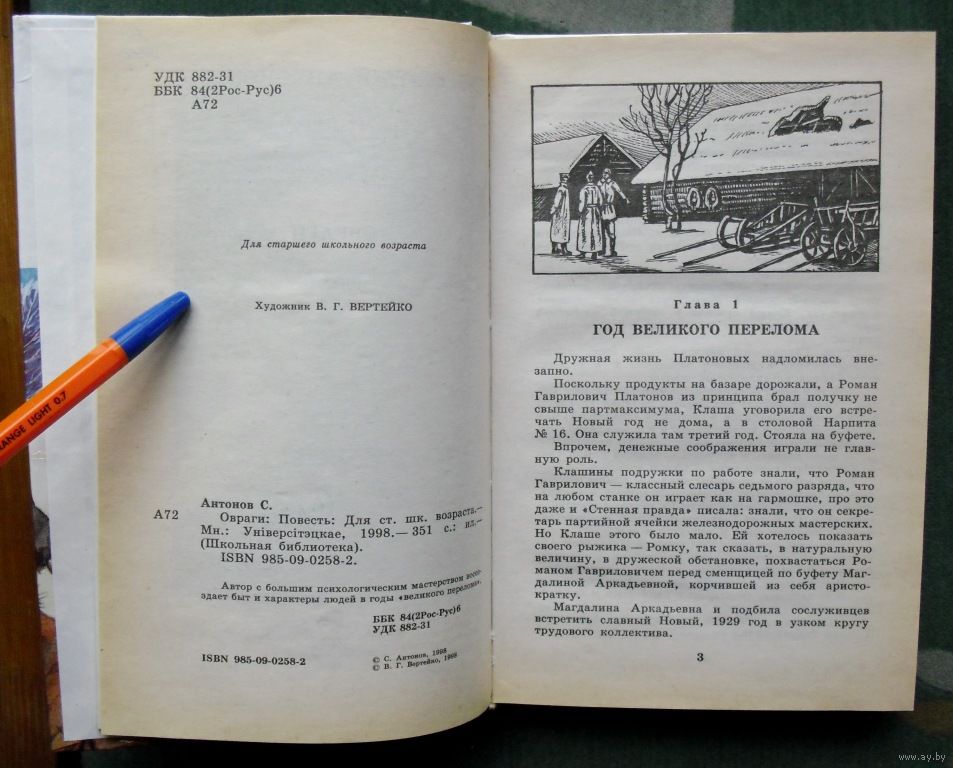 УДК 882-31
ББК 84(2Рос-Рус)6
А72
Для старшего школьного возраста
Художник В. Г. ВЕРТЕЙКО
RANGE LIGHT 0.7
Антонов С.
А72 Овраги: Повесть: Для ст. шк. возраста.—
Мн.: Унiверсiтэцкае, 1998.— 351 с.: ил.—
(Школьная библиотека).
ISBN 985-09-0258-2.
Автор с большим психологическим мастерством воссо-
здает быт и характеры людей в годы «великого перелома».
ББК 84(2Рос-Рус)6
УДК 882-31
ISBN 985-09-0258-2
© С. Антонов, 1998
© В. Г. Вертейко, 1998
Глава 1
ГОД ВЕЛИКОГО ПЕРЕЛОМА
Дружная жизнь Платоновых надломилась вне-
запно.
Поскольку продукты на базаре дорожали, а Роман
Гаврилович Платонов из принципа брал получку не
свыше партмаксимума, Клаша уговорила его встре-
чать Новый год не дома, а в столовой Нарпита
№ 16. Она служила там третий год. Стояла на буфете.
Впрочем, денежные соображения играли не глав-
ную роль.
Клашины подружки по работе знали, что Роман
Гаврилович — классный слесарь седьмого разряда, что
на любом станке он играет как на гармошке, про это
даже и «Стенная правда» писала: знали, что он секре-
тарь партийной ячейки железнодорожных мастерских.
Но Клаше этого было мало. Ей хотелось показать
своего рыжика — Ромку, так сказать, в натуральную
величину, в дружеской обстановке, похвастаться Ро-
маном Гавриловичем перед сменщицей по буфету Маг-
далиной Аркадьевной, корчившей из себя аристо-
кратку.
Магдалина Аркадьевна и подбила сослуживцев
встретить славный Новый, 1929 год в узком кругу
трудового коллектива.
3
www.ay.by